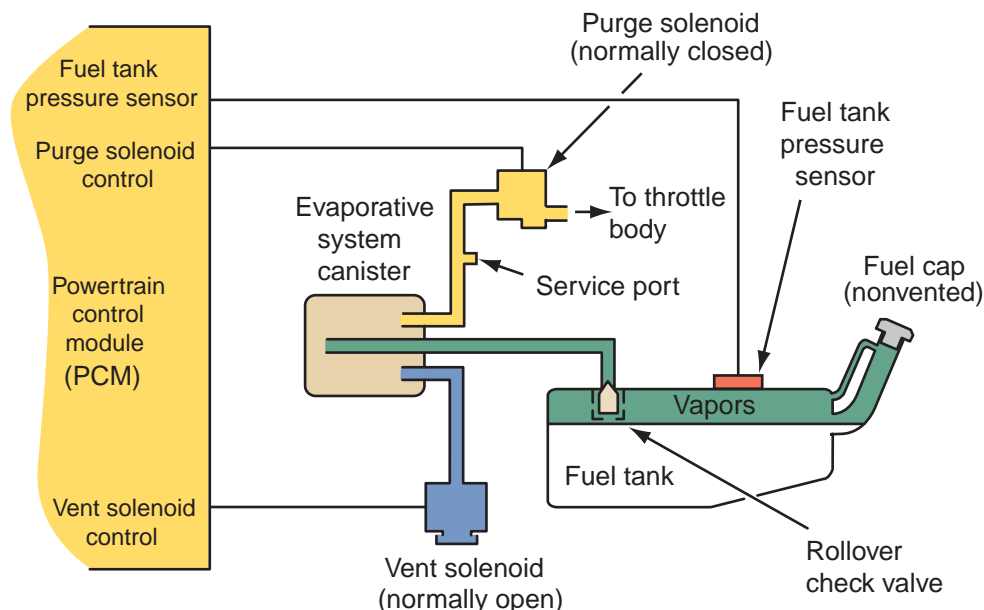 Purge solenoid
(normally closed)
Fuel tank
pressure sensor
Fuel tank
pressure
sensor
Purge solenoid
control
Evaporative
system
canister
To throttle
body
Service port
Fuel cap
(nonvented)
Powertrain
control
module
(PCM)
Vapors
Fuel tank
Vent solenoid
control
Vent solenoid
(normally open)
Rollover
check valve